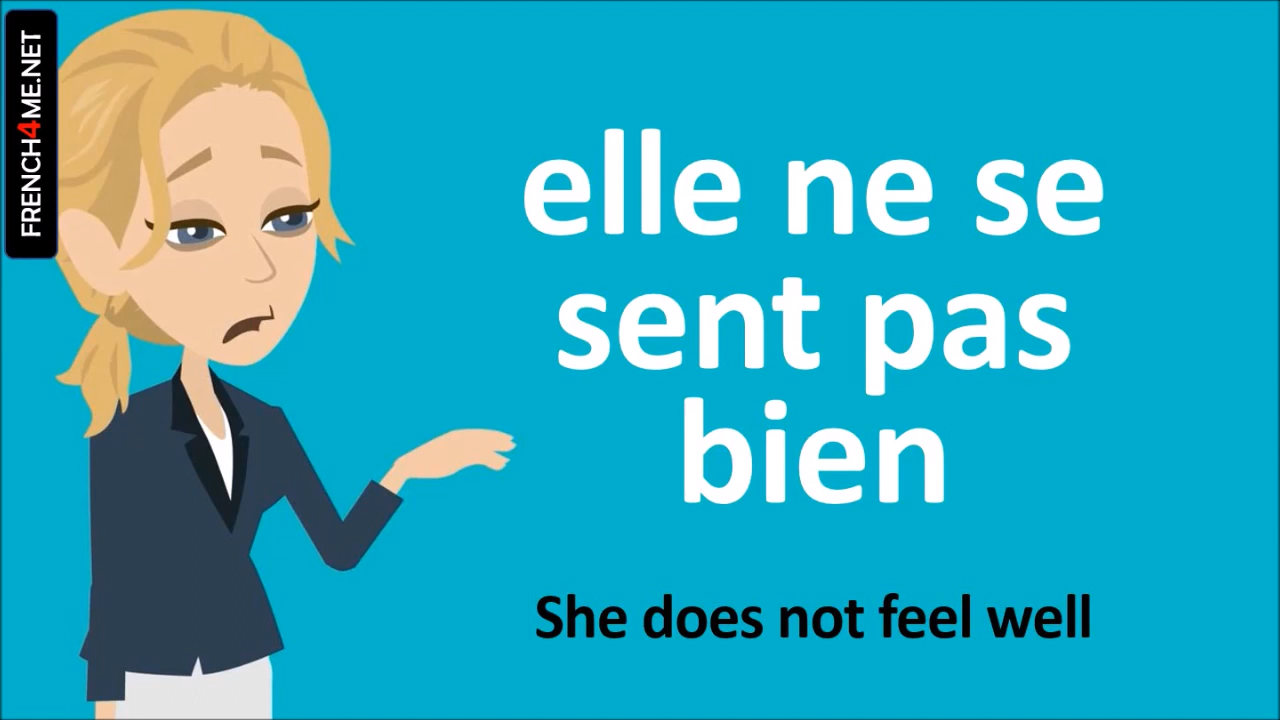 FRENCH4ME.NET
elle ne se
sent pas
bien
She does not feel well